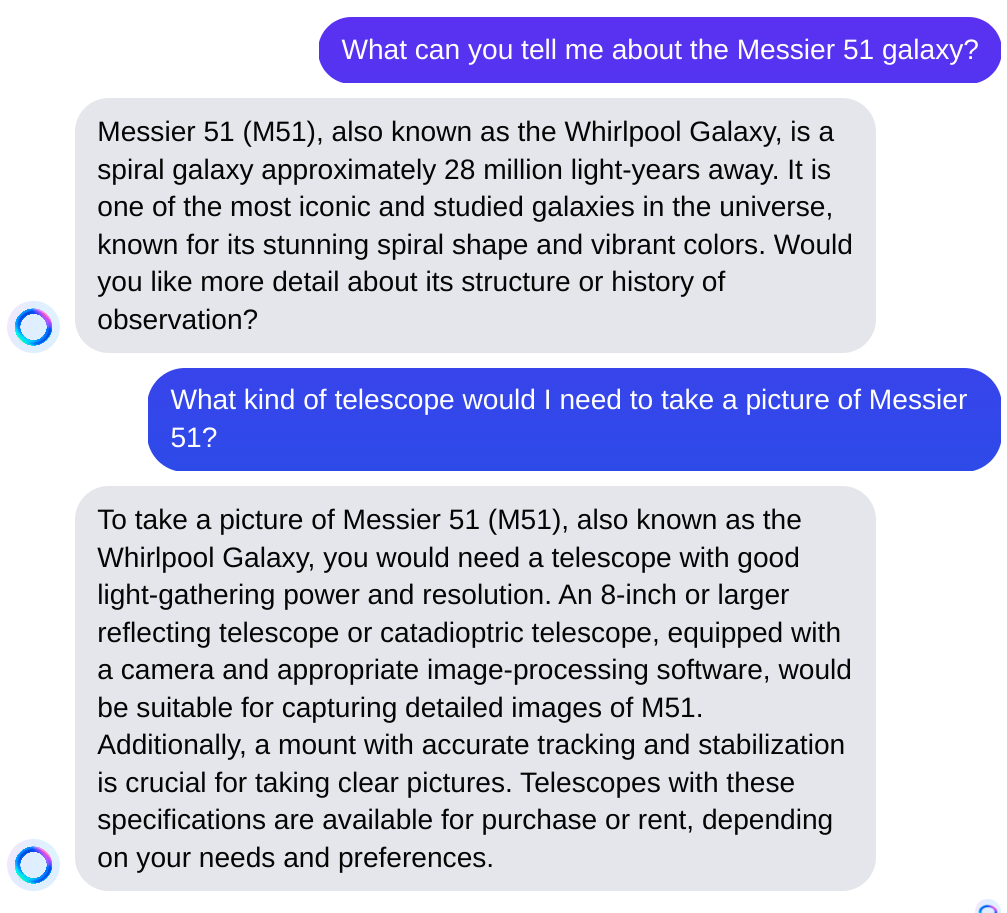 What can you tell me about the Messier 51 galaxy?
Messier 51 (M51), also known as the Whirlpool Galaxy, is a
spiral galaxy approximately 28 million light-years away. It is
one of the most iconic and studied galaxies in the universe,
known for its stunning spiral shape and vibrant colors. Would
you like more detail about its structure or history of
observation?
What kind of telescope would I need to take a picture of Messier
51?
To take a picture of Messier 51 (M51), also known as the
Whirlpool Galaxy, you would need a telescope with good
light-gathering power and resolution. An 8-inch or larger
reflecting telescope or catadioptric telescope, equipped with
a camera and appropriate image-processing software, would
be suitable for capturing detailed images of M51.
Additionally, a mount with accurate tracking and stabilization
is crucial for taking clear pictures. Telescopes with these
specifications are available for purchase or rent, depending
on your needs and preferences.